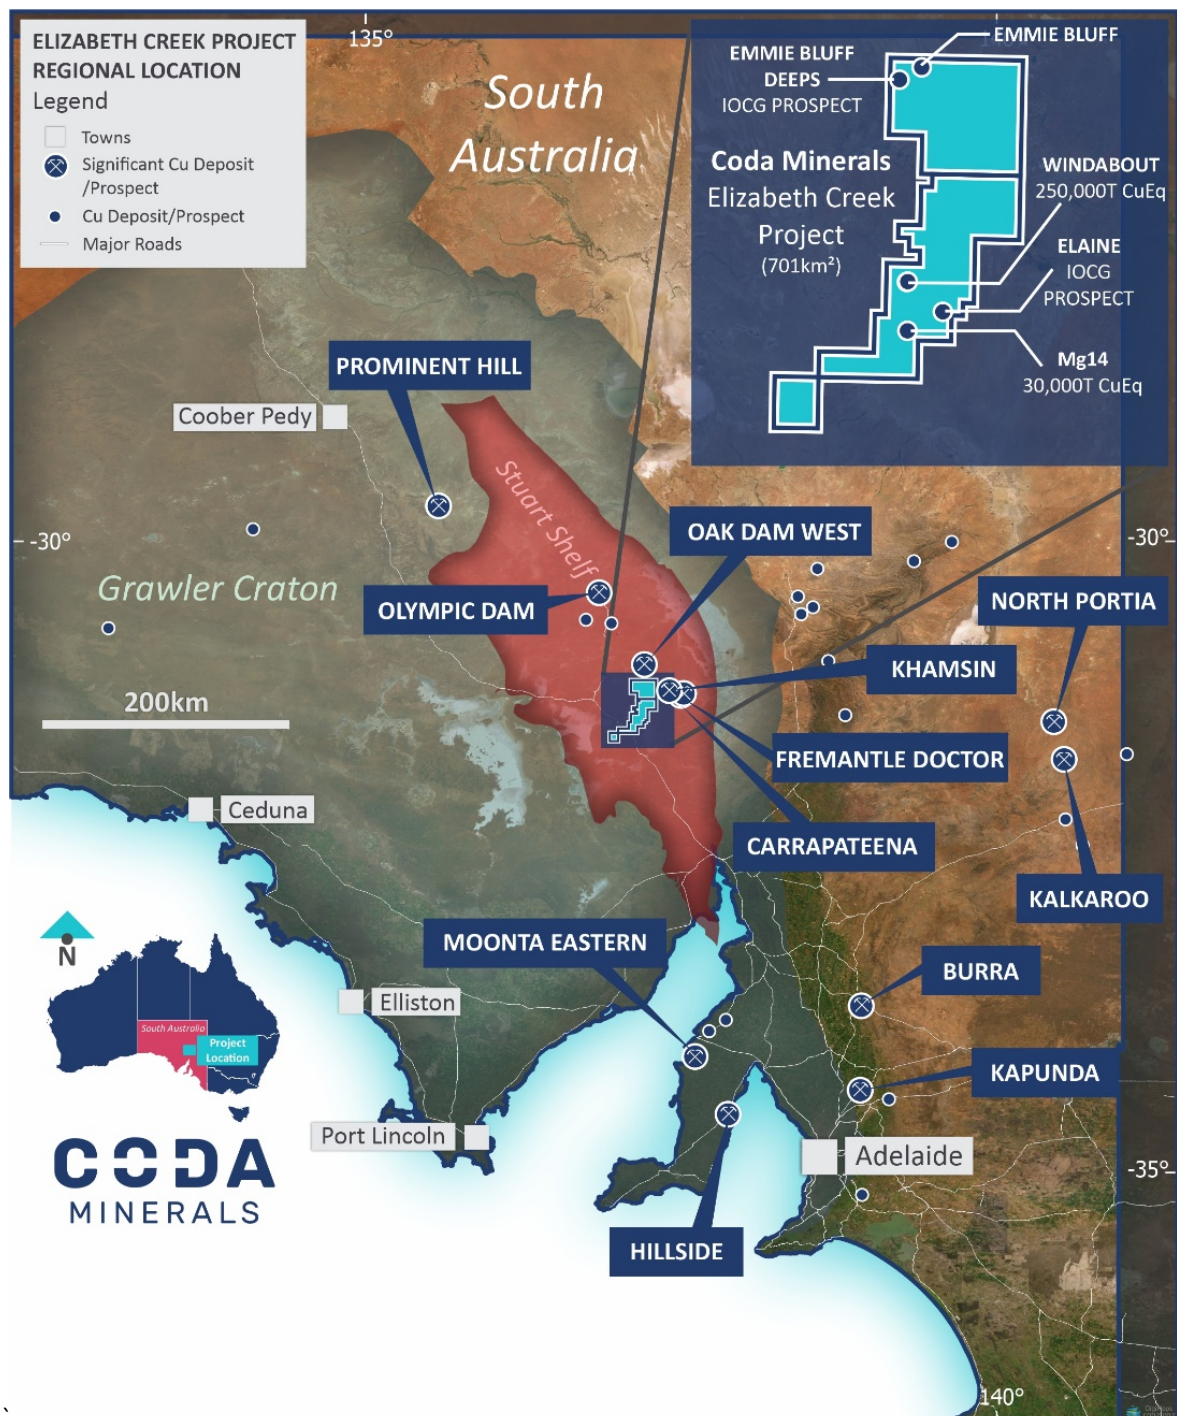 ELIZABETH CREEK PROJECT
REGIONAL LOCATION
Legend
Towns
Significant Cu Deposit
/Prospect
Cu Deposit/Prospect
Major Roads
135°
South
Australia
EMMIE BLUFF
EMMIE BLUFF
DEEPS
IOCG PROSPECT
Coda Minerals
Elizabeth Creek
Project
(701km²)
WINDABOUT
250,000T CuEq
ELAINE
IOCG
PROSPECT
Mg14
30,000T CuEq
PROMINENT HILL
Coober Pedy
Stuart Shelf
-30°
-30°
OAK DAM WEST
Grawler Craton
OLYMPIC DAM
NORTH PORTIA
KHAMSIN
200km
FREMANTLE DOCTOR
Ceduna
CARRAPATEENA
KALKAROO
MOONTA EASTERN
BURRA
N
Elliston
South Australia
Project
Location
KAPUNDA
Port Lincoln
Adelaide
-35°
CODA
MINERALS
HILLSIDE
140°